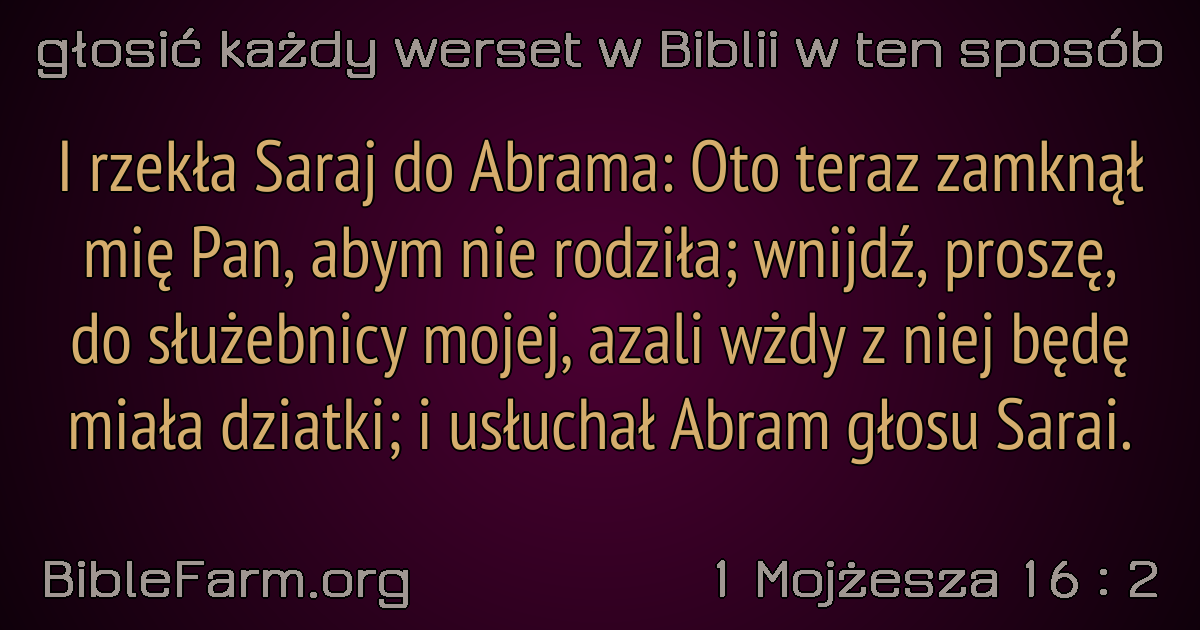 głosić każdy werset w Biblii w ten sposób
I rzekła Saraj do Abrama: Oto teraz zamknął
mię Pan, abym nie rodziła; wnijdź, proszę,
do służebnicy mojej, azali wżdy z niej będę
miała dziatki; i usłuchał Abram głosu Sarai.
BibleFarm.org
1 Mojżesza 16 : 2